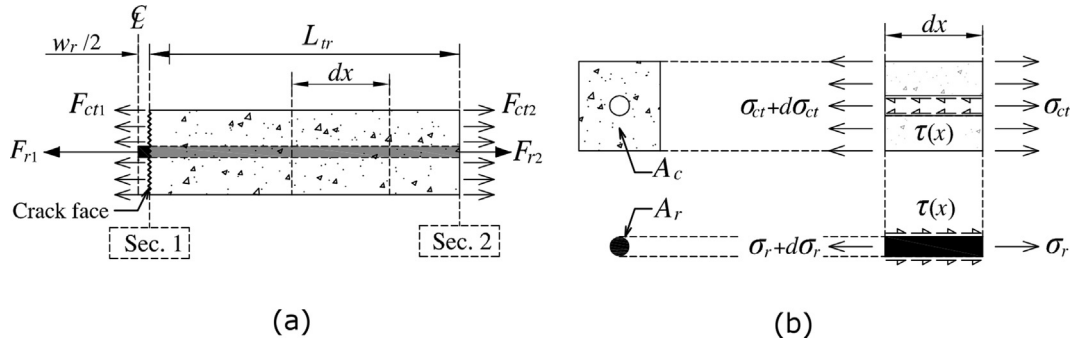 ℄
w_r/2
L_tr
dx
F_ct1
F_ct2
F_r1
F_r2
Crack face
Sec. 1
Sec. 2
(a)
dx
σ_ct+dσ_ct
σ_ct
τ(x)
A_c
τ(x)
A_r
σ_r+dσ_r
σ_r
(b)